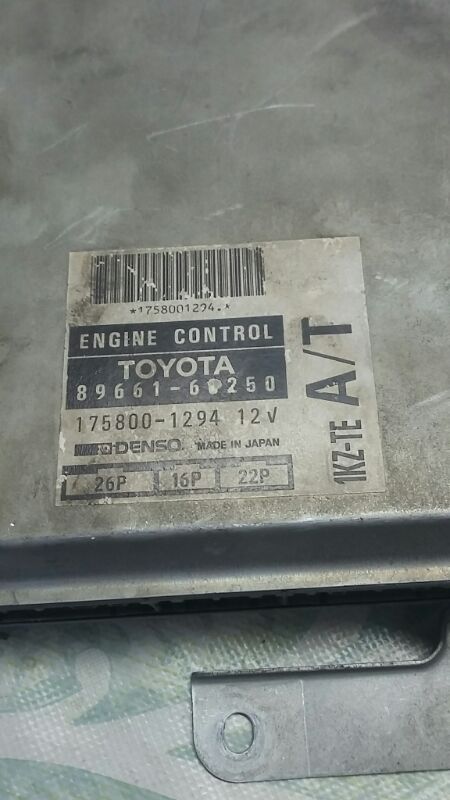 *1758001294.*
ENGINE CONTROL
TOYOTA
175800-1294 12V
DENSO MADE IN JAPAN
26P 16P 22P
1KZ-TE A/T